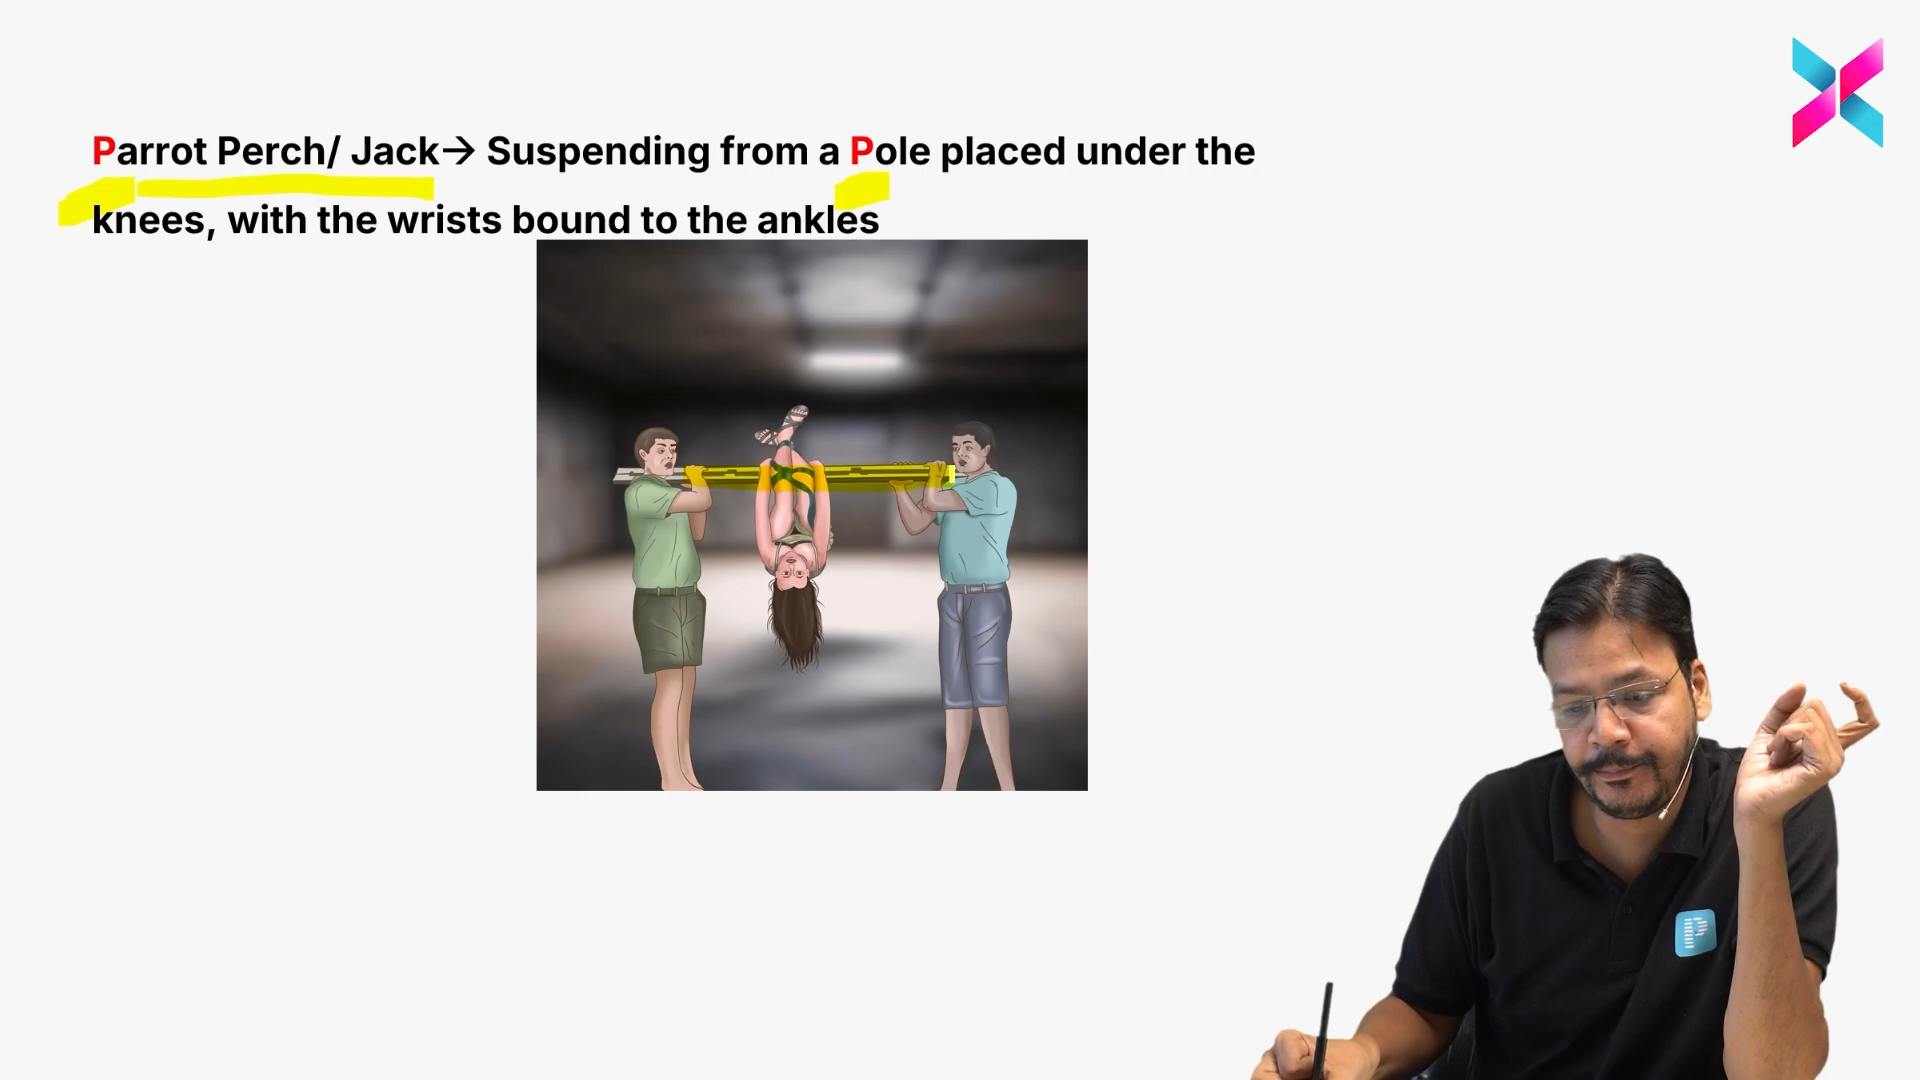 Parrot Perch/ Jack→ Suspending from a Pole placed under the
knees, with the wrists bound to the ankles